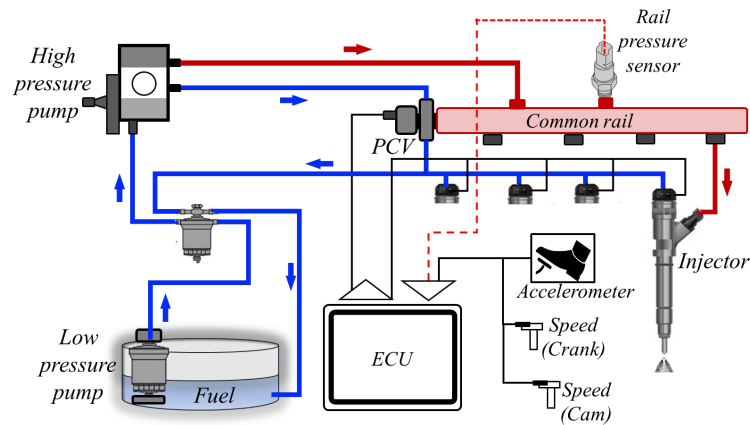 High
pressure
pump
Rail
pressure
sensor
Common rail
PCV
Injector
Accelerometer
Speed
(Crank)
ECU
Low
pressure
pump
Fuel
Speed
(Cam)